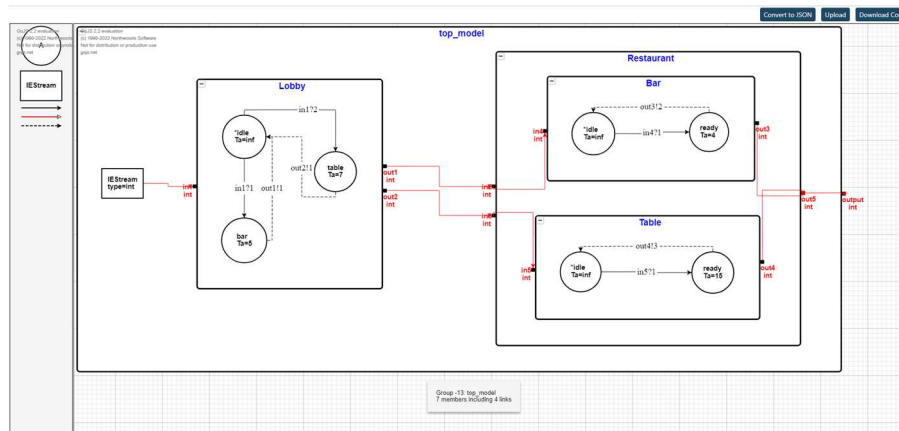 Convert to JSON Upload Download Co
GoJS 2.2 evaluation
(c) 1998-2022 Northwoods Software
Not for distribution or production use
gojs.net
A
IEStream
top_model
IEStream
type=int
Lobby
*idle
Ta=inf
in1?2
table
Ta=7
in1?1
out1!1
out2!1
bar
Ta=5
int
out1
int
out2
int
Restaurant
int
int
Bar
in4
int
*idle
Ta=inf
out3!2
in4?1
ready
Ta=4
out3
int
Table
in5
int
*idle
Ta=inf
out4!3
in5?1
ready
Ta=15
out4
int
out5
int
output
int
Group -13: top_model
7 members including 4 links